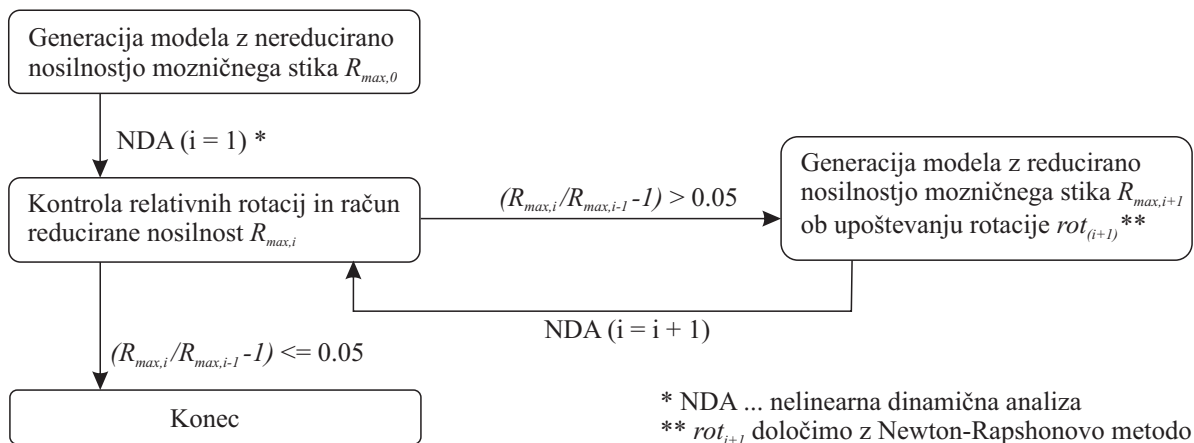 Generacija modela z nereducirano
nosilnostjo mozničnega stika R_max,0
NDA (i = 1) *
Kontrola relativnih rotacij in račun
reducirane nosilnost R_max,i
(R_max,i/R_max,i-1-1) > 0.05
Generacija modela z reducirano
nosilnostjo mozničnega stika R_max,i+1
ob upoštevanju rotacije rot_(i+1)**
NDA (i = i + 1)
(R_max,i/R_max,i-1-1) <= 0.05
Konec
* NDA ... nelinearna dinamična analiza
** rot_i+1 določimo z Newton-Rapshonovo metodo